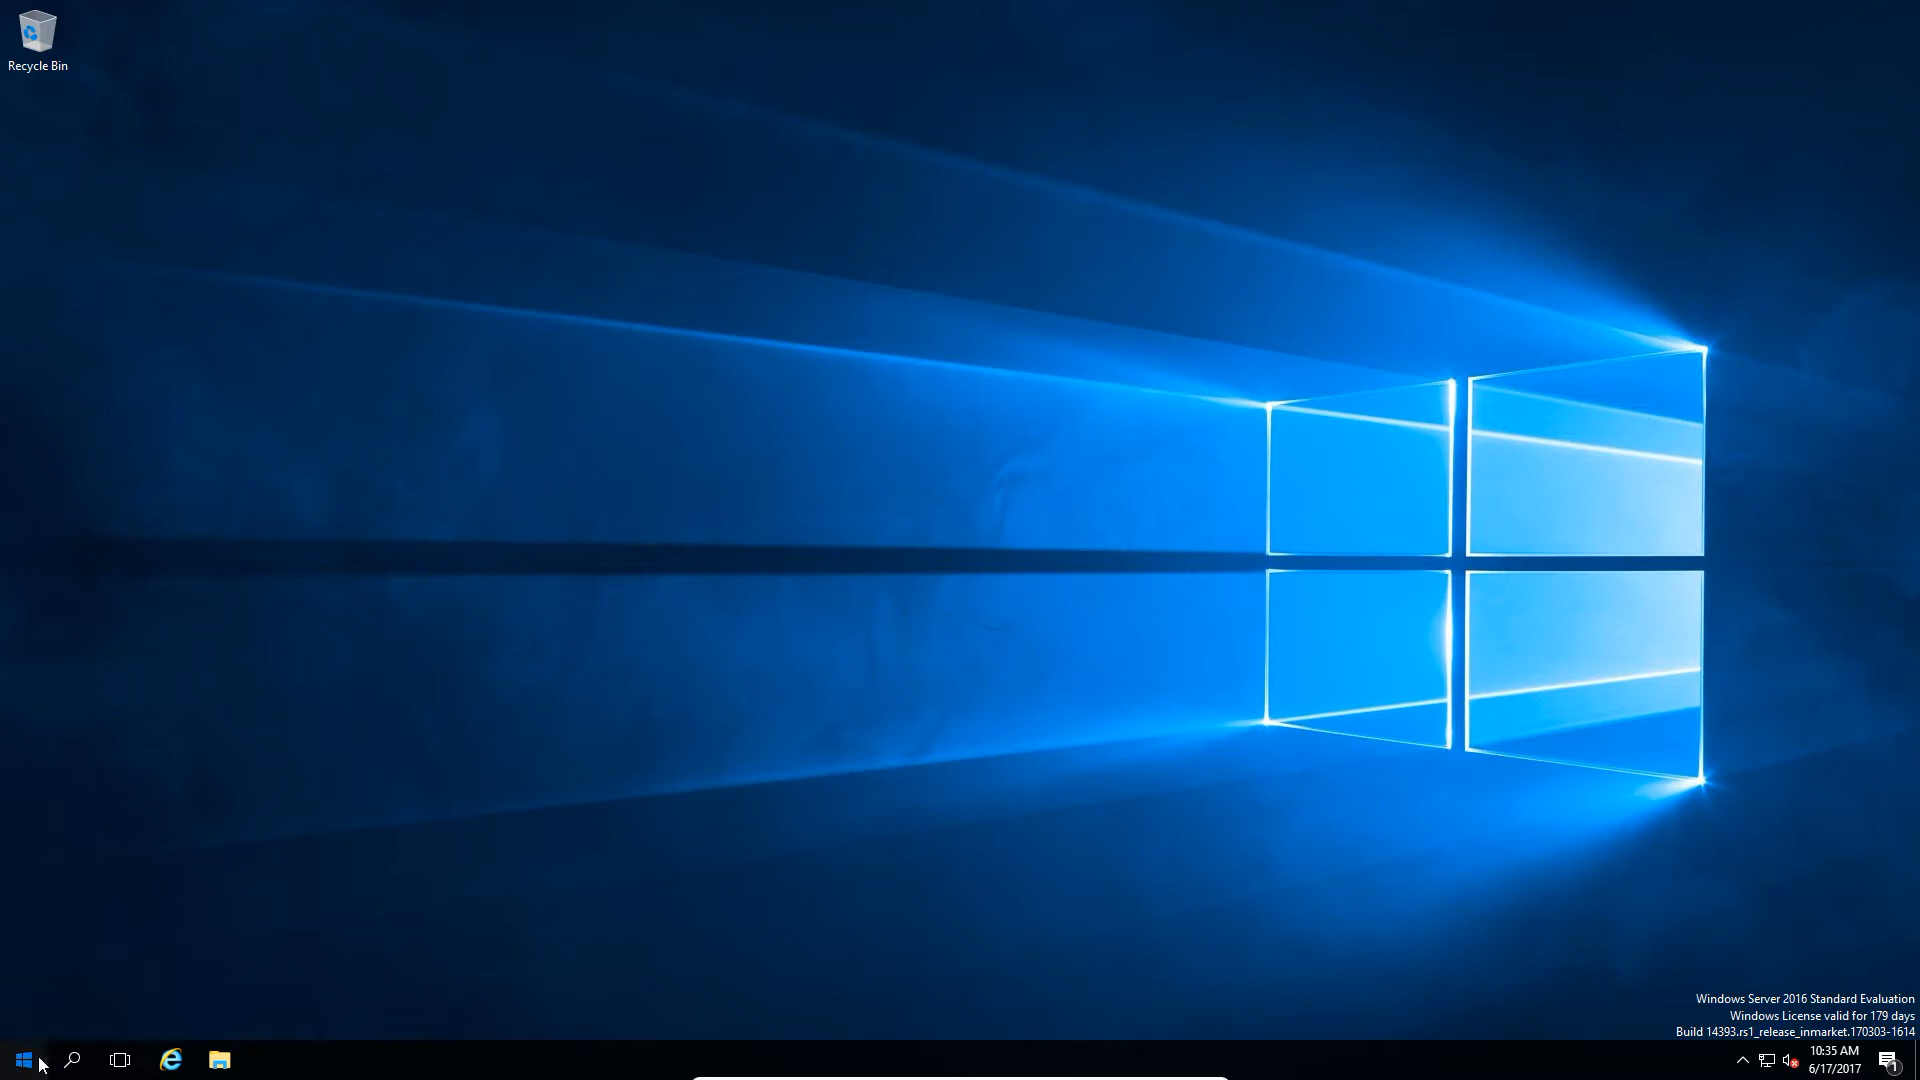 Recycle Bin
Windows Server 2016 Standard Evaluation
Windows License valid for 179 days
Build 14393.rs1_release_inmarket.170303-1614
10:35 AM
6/17/2017
1